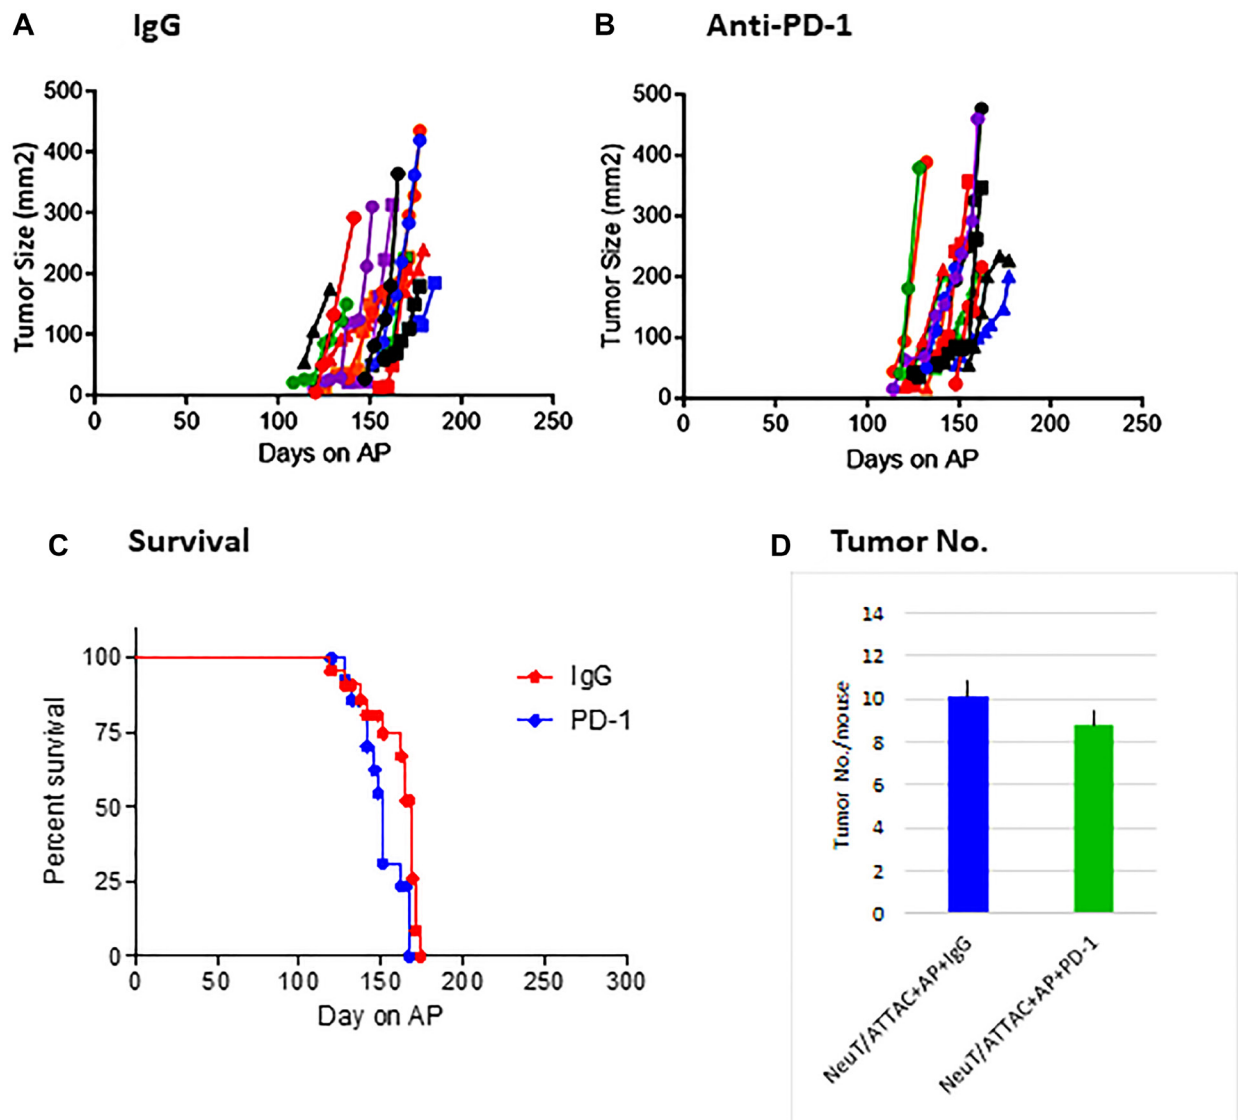 A IgG
Tumor Size (mm2)
500
400
300
200
100
0
0 50 100 150 200 250
Days on AP
B Anti-PD-1
Tumor Size (mm2)
500
400
300
200
100
0
0 50 100 150 200 250
Days on AP
C Survival
Percent survival
100
75
50
25
0
0 50 100 150 200 250 300
Day on AP
IgG
PD-1
D Tumor No.
Tumor No./mouse
14
12
10
8
6
4
2
0
NeuT/ATTAC+AP+IgG
NeuT/ATTAC+AP+PD-1